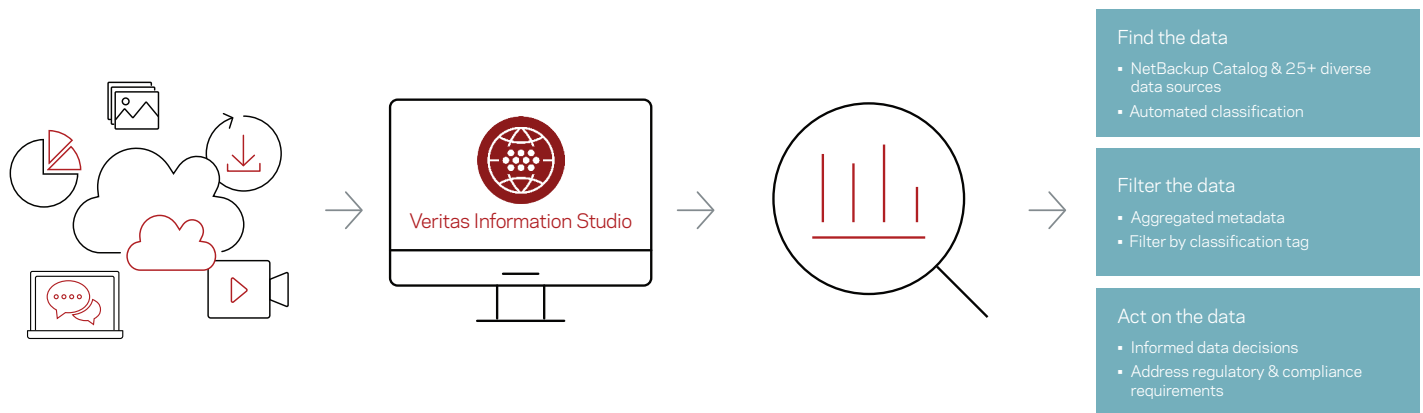 Veritas Information Studio
Find the data
▪ NetBackup Catalog & 25+ diverse
data sources
▪ Automated classification
Filter the data
▪ Aggregated metadata
▪ Filter by classification tag
Act on the data
▪ Informed data decisions
▪ Address regulatory & compliance
requirements